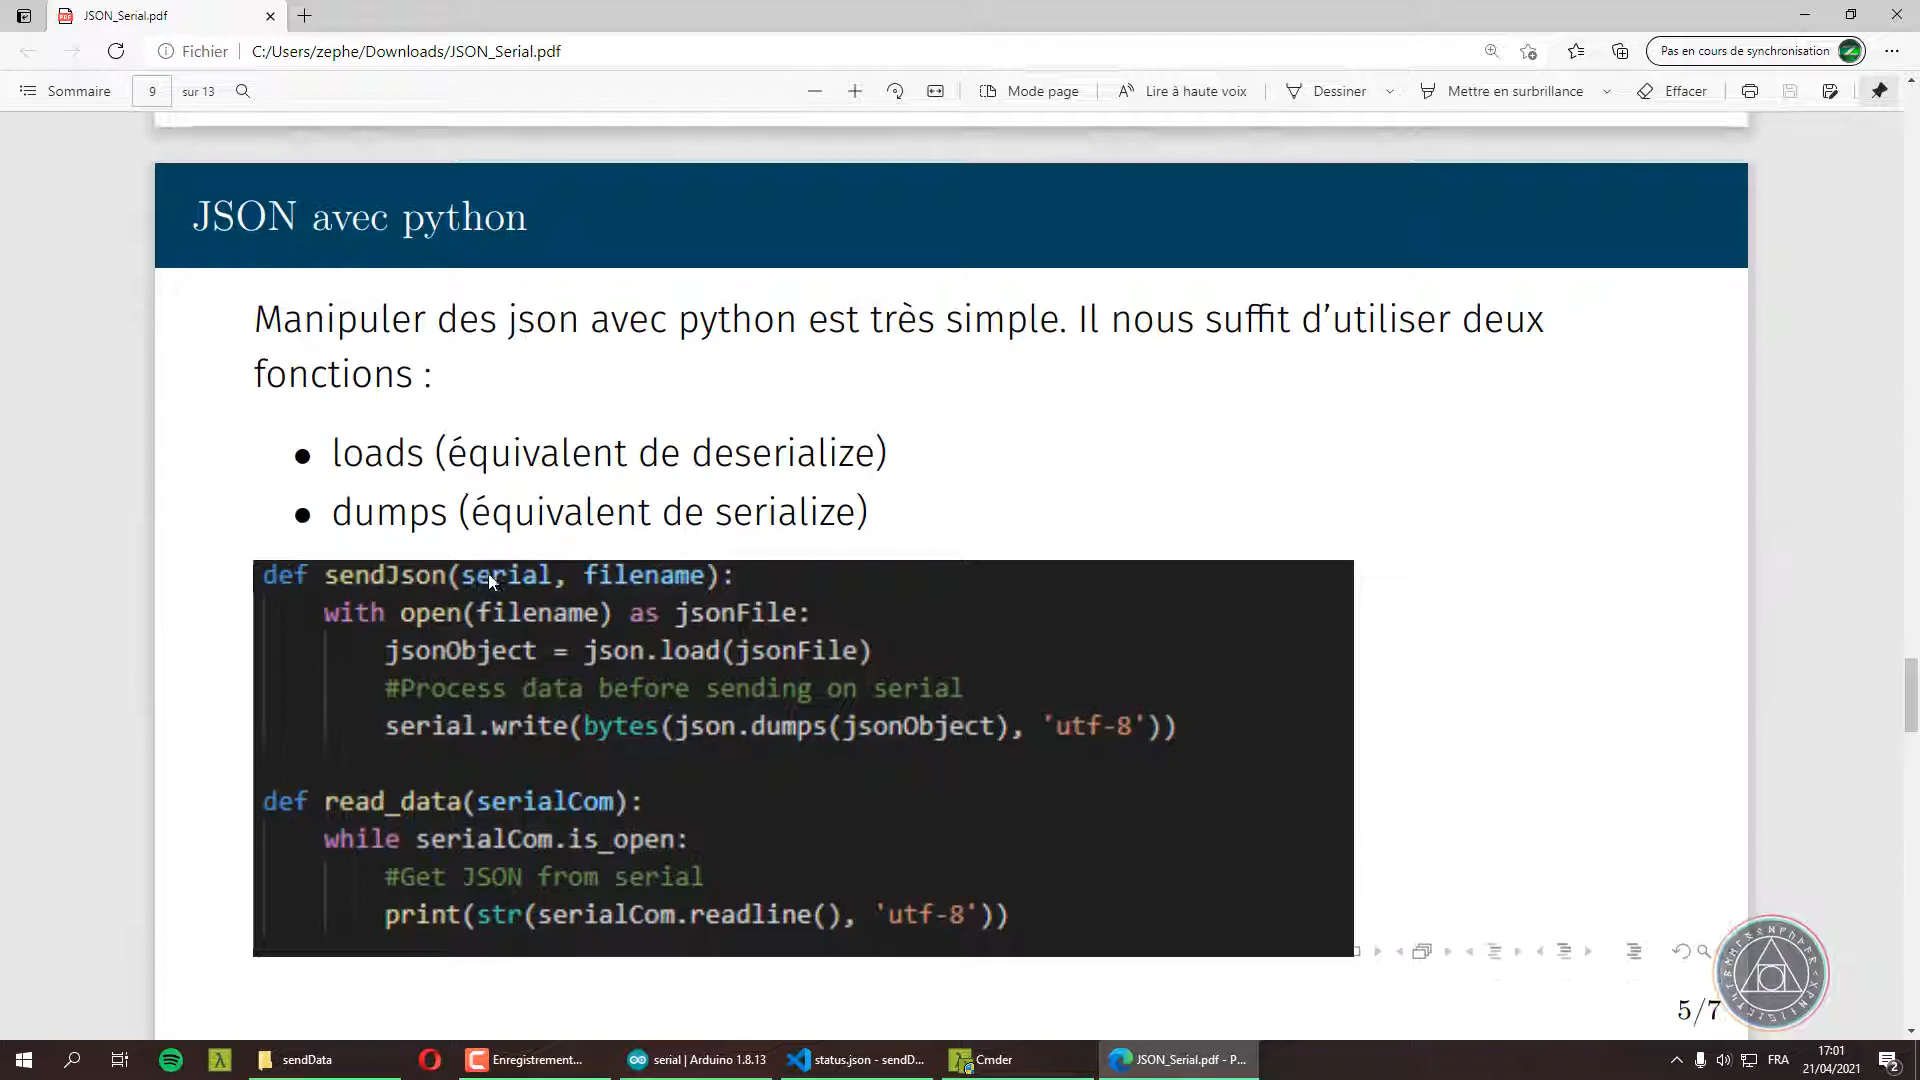 JSON_Serial.pdf
Fichier
C:/Users/zephe/Downloads/JSON_Serial.pdf
Pas en cours de synchronisation
Sommaire
9
sur 13
Mode page
Lire à haute voix
Dessiner
Mettre en surbrillance
Effacer
JSON avec python
Manipuler des json avec python est très simple. Il nous suffit d’utiliser deux
fonctions :
● loads (équivalent de deserialize)
● dumps (équivalent de serialize)
def sendJson(serial, filename):
with open(filename) as jsonFile:
jsonObject = json.load(jsonFile)
#Process data before sending on serial
serial.write(bytes(json.dumps(jsonObject), 'utf-8'))
def read_data(serialCom):
while serialCom.is_open:
#Get JSON from serial
print(str(serialCom.readline(), 'utf-8'))
5/7
sendData
Enregistrement...
serial | Arduino 1.8.13
status.json - sendD...
Cmder
JSON_Serial.pdf - P...
FRA
17:01
21/04/2021
2